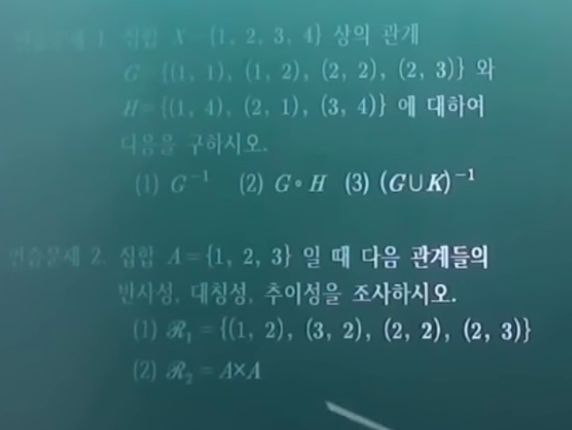 연습문제 1. 집합 X={1, 2, 3, 4} 상의 관계
G={(1, 1), (1, 2), (2, 2), (2, 3)} 와
H={(1, 4), (2, 1), (3, 4)} 에 대하여
다음을 구하시오.
(1) G⁻¹ (2) G∘H (3) (G∪K)⁻¹
연습문제 2. 집합 A={1, 2, 3} 일 때 다음 관계들의
반사성, 대칭성, 추이성을 조사하시오.
(1) ℛ₁={(1, 2), (3, 2), (2, 2), (2, 3)}
(2) ℛ₂=A×A